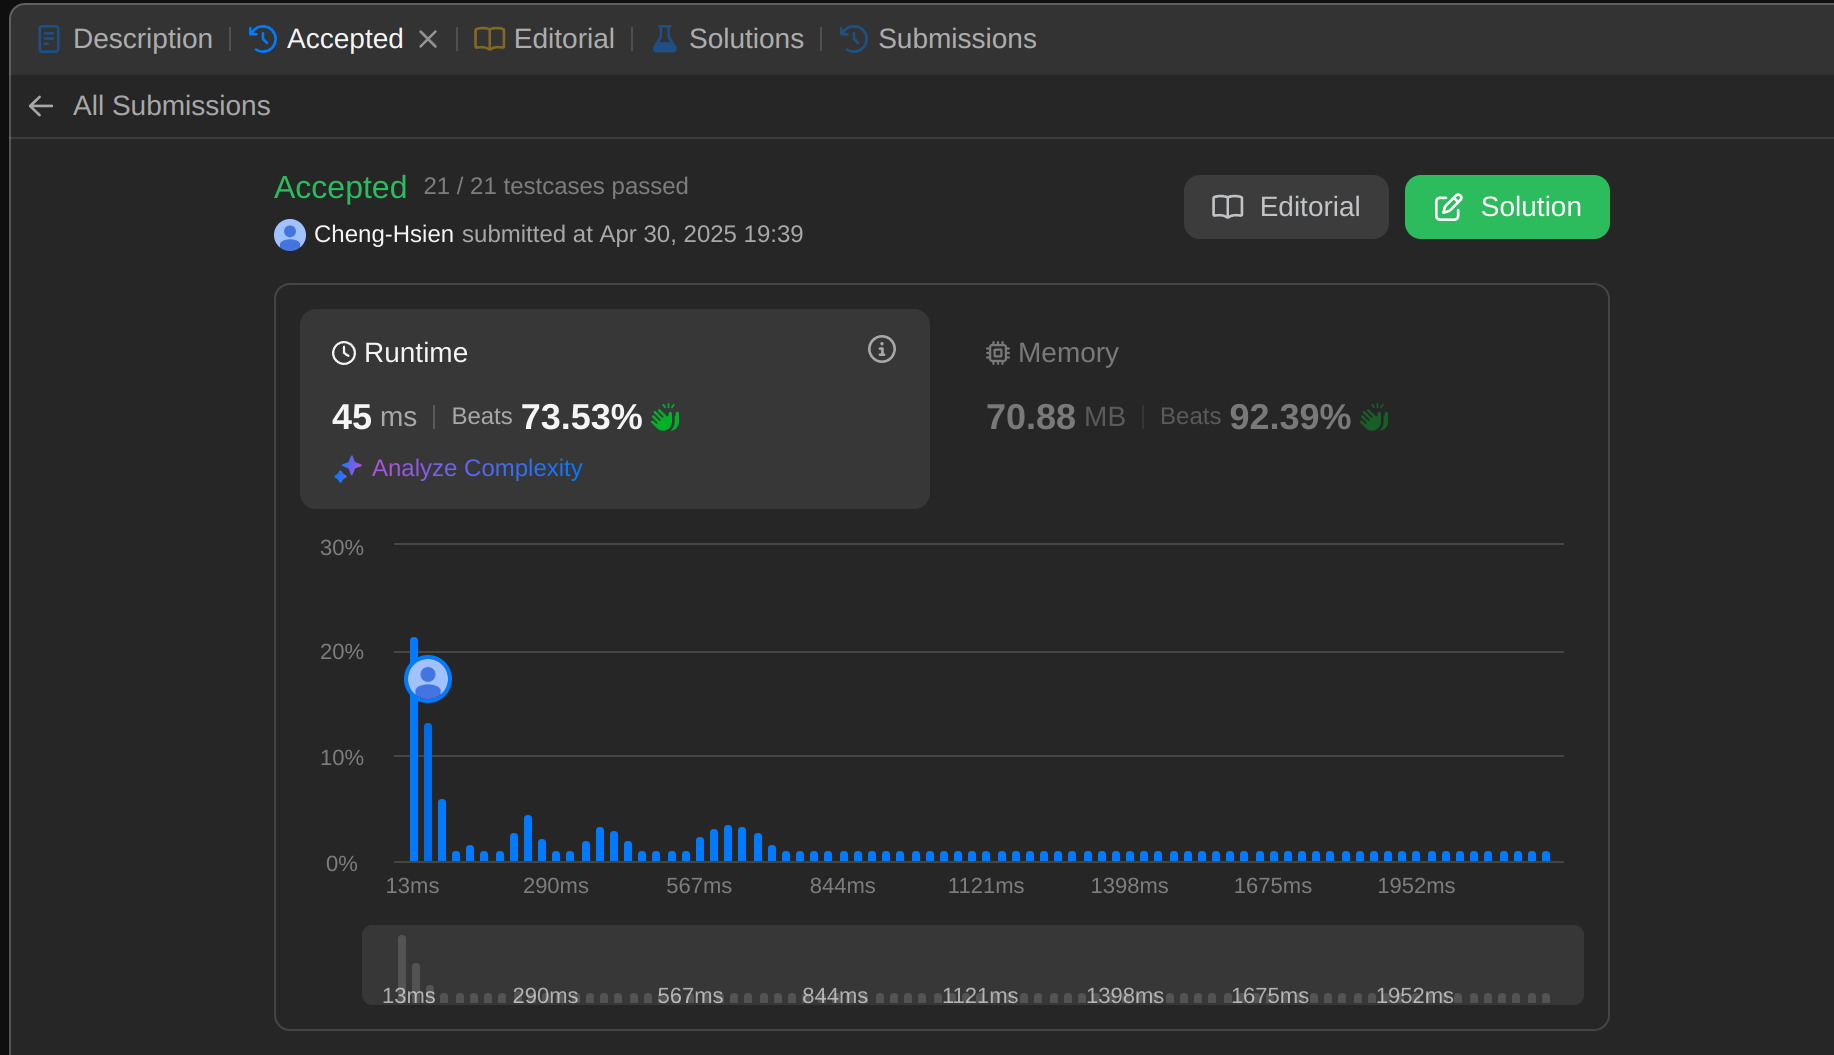 Description | Accepted | Editorial | Solutions | Submissions
All Submissions
Accepted 21 / 21 testcases passed
Cheng-Hsien submitted at Apr 30, 2025 19:39
Editorial
Solution
Runtime
45 ms | Beats 73.53%
Analyze Complexity
Memory
70.88 MB | Beats 92.39%
30%
20%
10%
0%
13ms 290ms 567ms 844ms 1121ms 1398ms 1675ms 1952ms
13ms 290ms 567ms 844ms 1121ms 1398ms 1675ms 1952ms